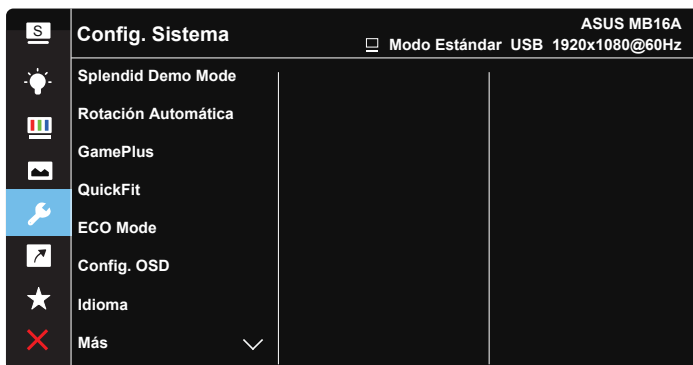 S
Config. Sistema
ASUS MB16A
Modo Estándar USB 1920x1080@60Hz
Splendid Demo Mode
Rotación Automática
GamePlus
QuickFit
ECO Mode
Config. OSD
Idioma
Más